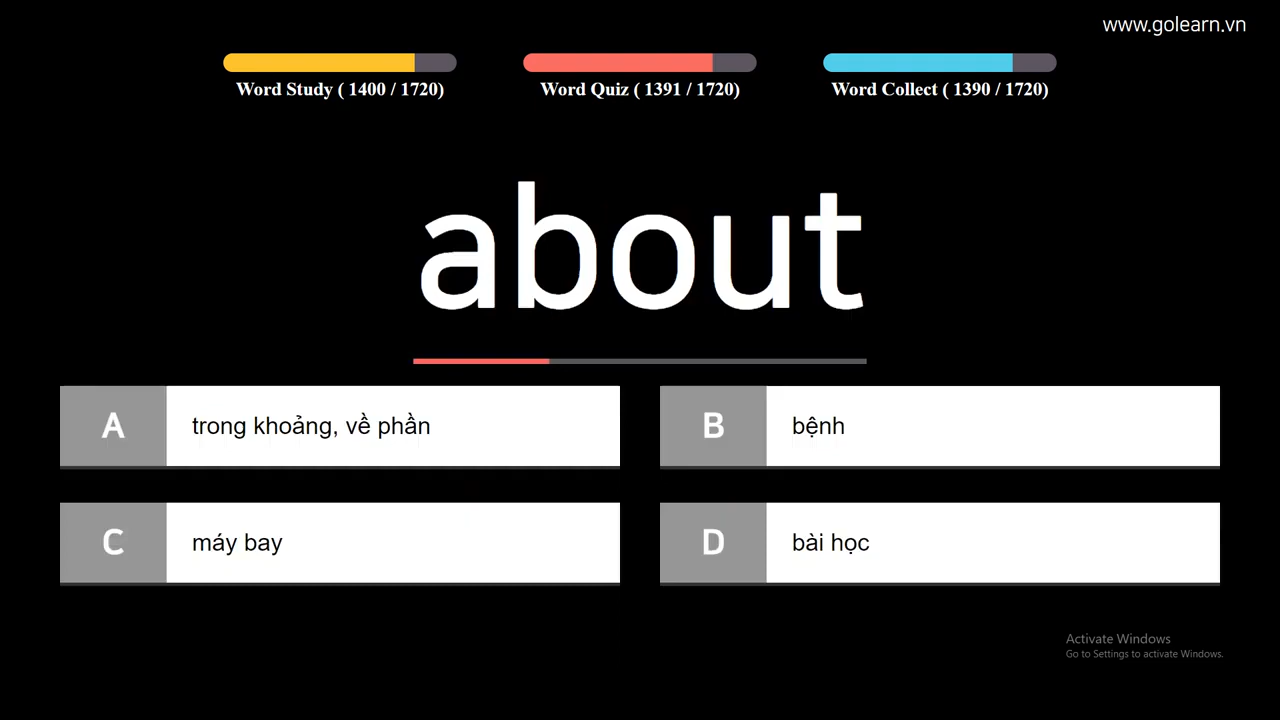 www.golearn.vn
Word Study ( 1400 / 1720)
Word Quiz ( 1391 / 1720)
Word Collect ( 1390 / 1720)
about
A trong khoảng, về phần
B bệnh
C máy bay
D bài học
Activate Windows
Go to Settings to activate Windows.